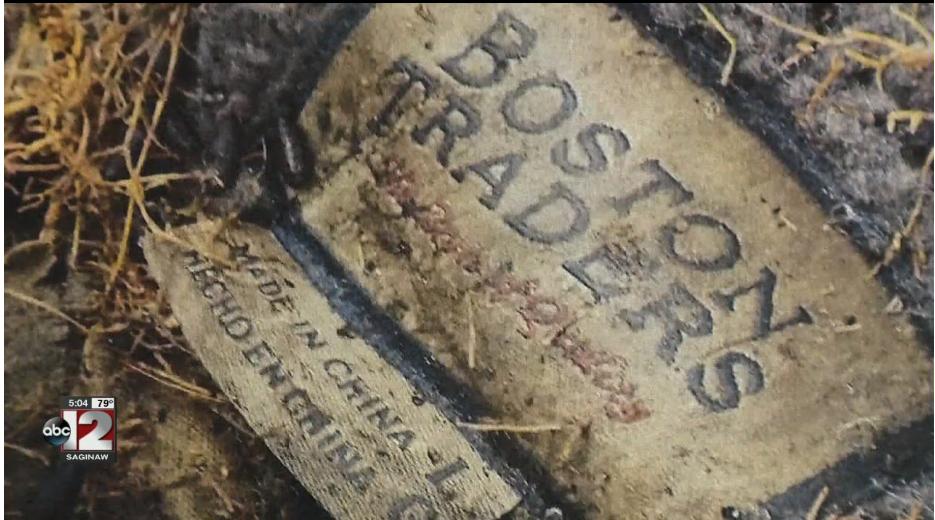 BOSTON
TRADERS
MADE IN CHINA L
HECHO EN CHINA
5:04 79°
abc 12
SAGINAW